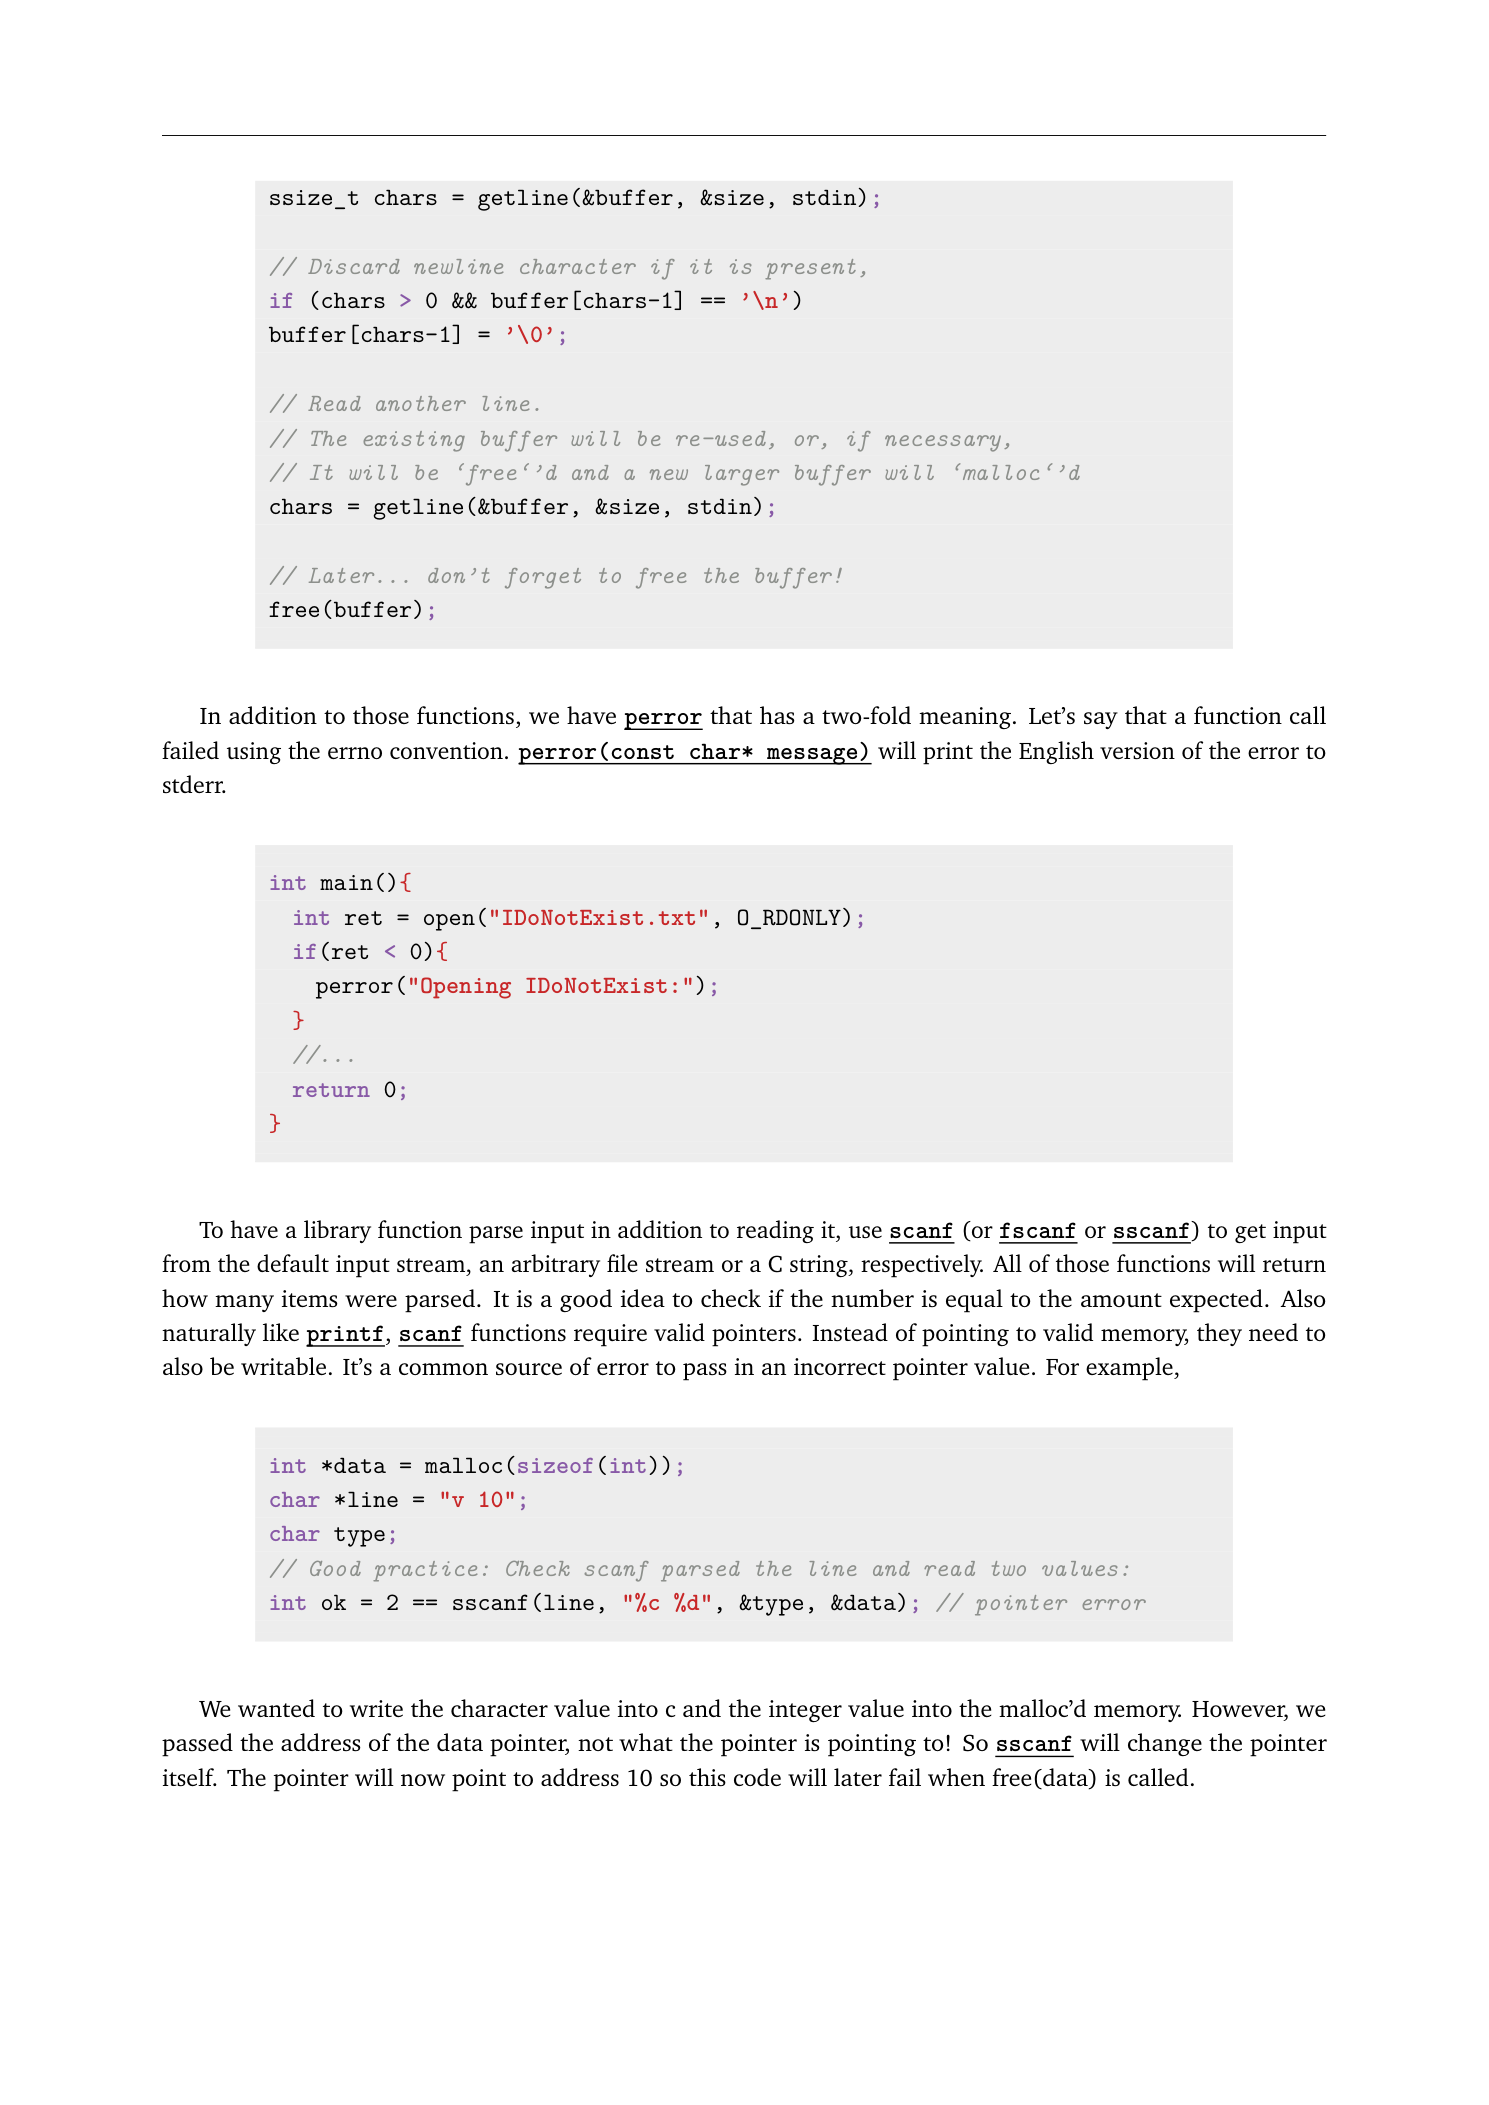 ssize_t chars = getline(&buffer, &size, stdin);
// Discard newline character if it is present,
if (chars > 0 && buffer[chars-1] == '\n')
buffer[chars-1] = '\0';
// Read another line.
// The existing buffer will be re-used, or, if necessary,
// It will be ‘free‘’d and a new larger buffer will ‘malloc‘’d
chars = getline(&buffer, &size, stdin);
// Later... don’t forget to free the buffer!
free(buffer);
In addition to those functions, we have perror that has a two-fold meaning. Let’s say that a function call
failed using the errno convention. perror(const char* message) will print the English version of the error to
stderr.
int main(){
  int ret = open("IDoNotExist.txt", O_RDONLY);
  if(ret < 0){
    perror("Opening IDoNotExist:");
  }
  //...
  return 0;
}
To have a library function parse input in addition to reading it, use scanf (or fscanf or sscanf) to get input
from the default input stream, an arbitrary file stream or a C string, respectively. All of those functions will return
how many items were parsed. It is a good idea to check if the number is equal to the amount expected. Also
naturally like printf, scanf functions require valid pointers. Instead of pointing to valid memory, they need to
also be writable. It’s a common source of error to pass in an incorrect pointer value. For example,
int *data = malloc(sizeof(int));
char *line = "v 10";
char type;
// Good practice: Check scanf parsed the line and read two values:
int ok = 2 == sscanf(line, "%c %d", &type, &data); // pointer error
We wanted to write the character value into c and the integer value into the malloc’d memory. However, we
passed the address of the data pointer, not what the pointer is pointing to! So sscanf will change the pointer
itself. The pointer will now point to address 10 so this code will later fail when free(data) is called.